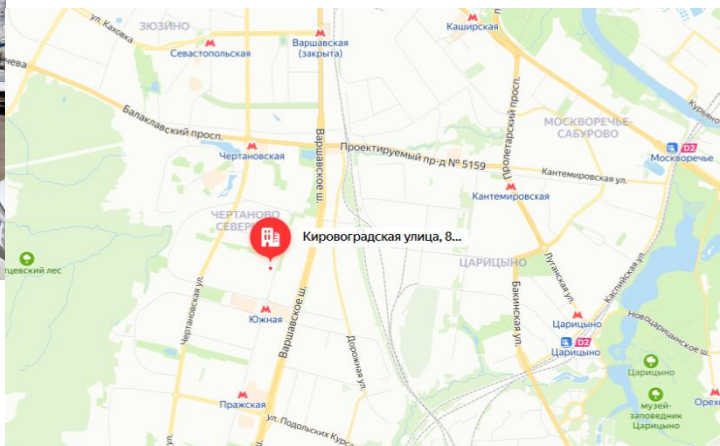 ул. Каховка
ЗЮЗИНО
Севастопольская
Варшавская
(закрыта)
Каширская
Балаклавский просп.
Чертановская
Варшавское ш.
Проектируемый пр-д № 5159
Пролетарский просп.
МОСКВОРЕЧЬЕ-
САБУРОВО
D2
Москворечье
Кантемировская ул.
Кантемировская
ЧЕРТАНОВО
Кировоградская улица, 8...
ЦАРИЦЫНО
Луганская ул.
Каспийская ул.
Бакинская ул.
Чертановская ул.
Южная
Варшавское ш.
Дорожная ул.
Царицыно
D2
Царицыно
Новоцарицынское ш.
Царицыно
музей-
заповедник
Царицыно
Пражская
ул. Подольских Курса